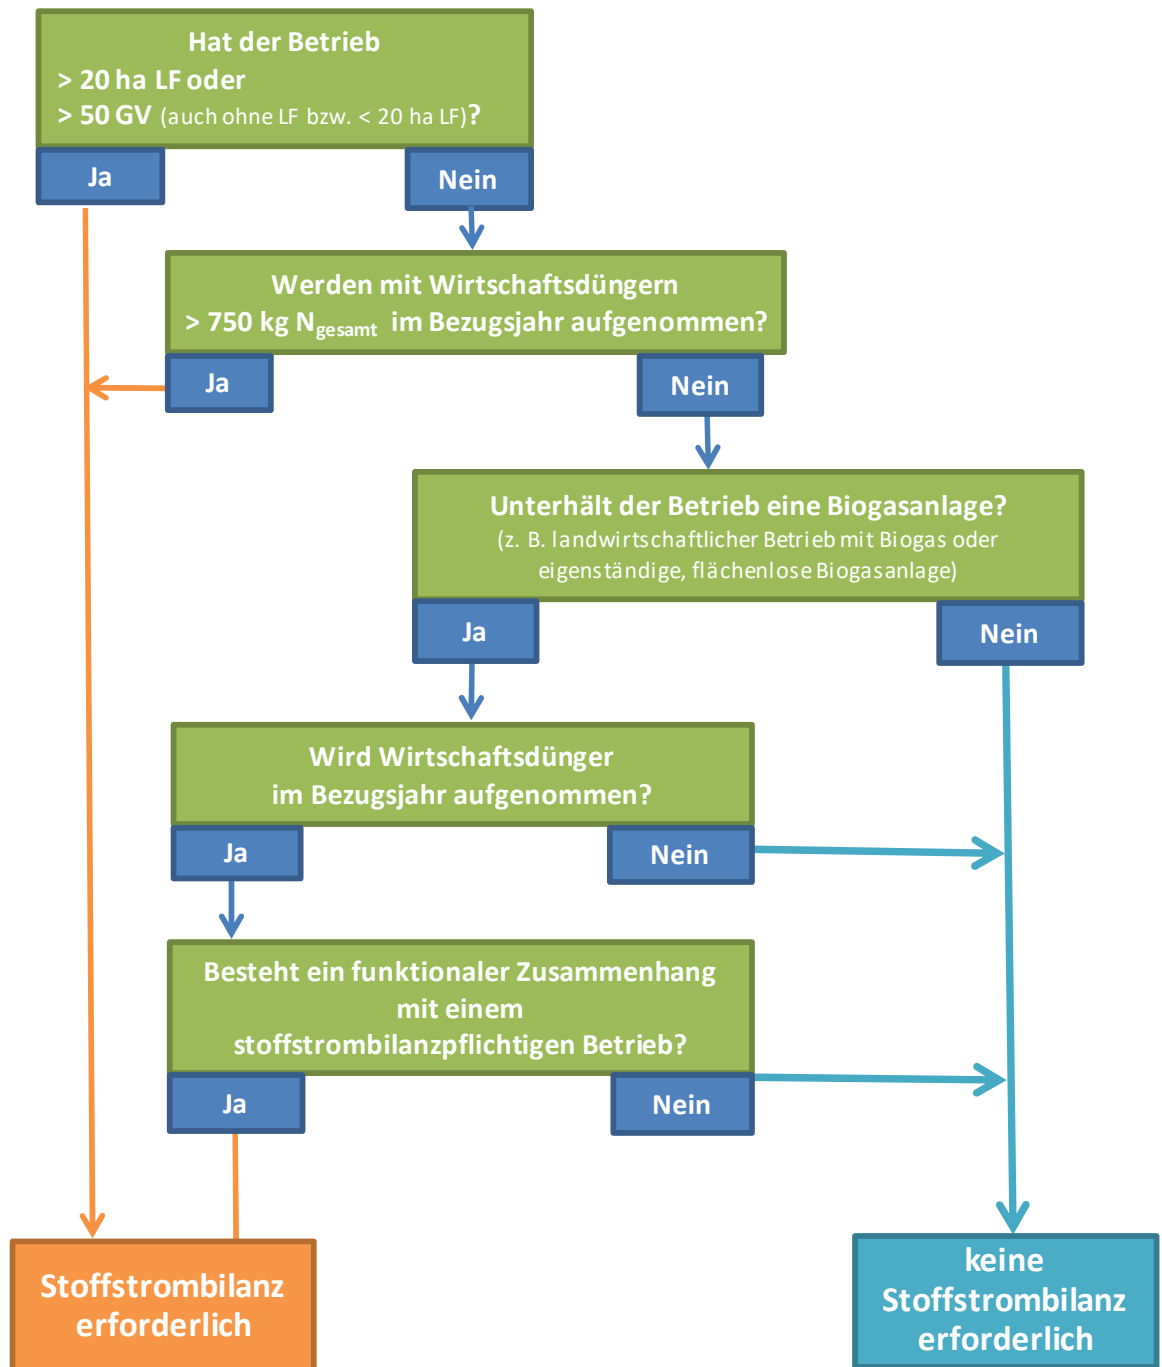 Hat der Betrieb
> 20 ha LF oder
> 50 GV (auch ohne LF bzw. < 20 ha LF)?
Ja
Nein
Werden mit Wirtschaftsdüngern
> 750 kg Ngesamt im Bezugsjahr aufgenommen?
Ja
Nein
Unterhält der Betrieb eine Biogasanlage?
(z. B. landwirtschaftlicher Betrieb mit Biogas oder
eigenständige, flächenlose Biogasanlage)
Ja
Nein
Wird Wirtschaftsdünger
im Bezugsjahr aufgenommen?
Ja
Nein
Besteht ein funktionaler Zusammenhang
mit einem
stoffstrombilanzpflichtigen Betrieb?
Ja
Nein
Stoffstrombilanz
erforderlich
keine
Stoffstrombilanz
erforderlich